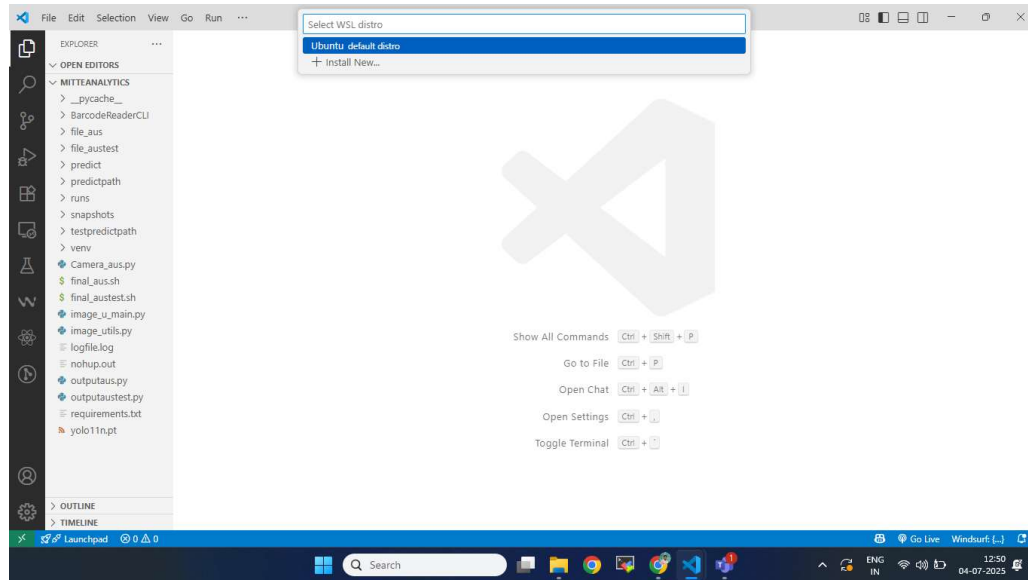 File Edit Selection View Go Run ...
Select WSL distro
Ubuntu default distro
Install New...
EXPLORER
OPEN EDITORS
MITTEANALYTICS
__pycache__
BarcodeReaderCLI
file_aus
file_austest
predict
predictpath
runs
snapshots
testpredictpath
venv
Camera_aus.py
$ final_aus.sh
$ final_austest.sh
image_u_main.py
image_utils.py
logfile.log
nohup.out
outputaus.py
outputaustest.py
requirements.txt
yolo11n.pt
OUTLINE
TIMELINE
Show All Commands Ctrl + Shift + P
Go to File Ctrl + P
Open Chat Ctrl + Alt + I
Open Settings Ctrl + ,
Toggle Terminal Ctrl + `
Launchpad 0 0
Go Live Windsurf: {...}
Search
ENG
IN
12:50
04-07-2025